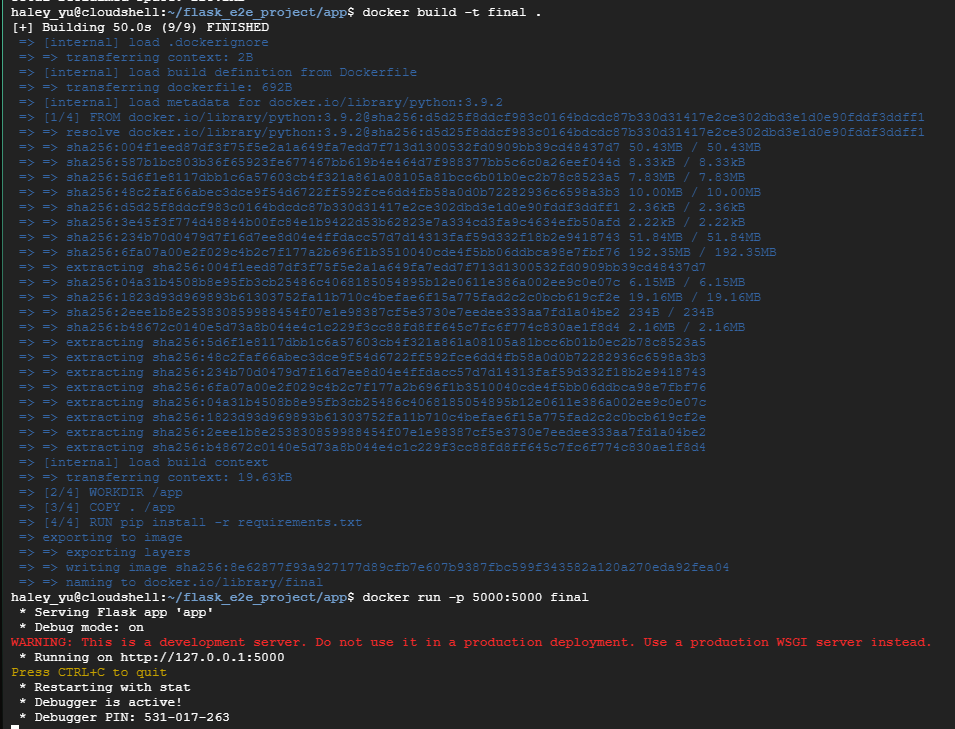 haley_yu@cloudshell:~/flask_e2e_project/app$ docker build -t final .
[+] Building 50.0s (9/9) FINISHED
=> [internal] load .dockerignore
=> => transferring context: 2B
=> [internal] load build definition from Dockerfile
=> => transferring dockerfile: 692B
=> [internal] load metadata for docker.io/library/python:3.9.2
=> [1/4] FROM docker.io/library/python:3.9.2@sha256:d5d25f8ddcf983c0164bdcdc87b330d31417e2ce302dbd3e1d0e90fddf3ddff1
=> => resolve docker.io/library/python:3.9.2@sha256:d5d25f8ddcf983c0164bdcdc87b330d31417e2ce302dbd3e1d0e90fddf3ddff1
=> => sha256:004f1eed87df3f75f5e2a1a649fa7edd7f713d1300532fd0909bb39cd48437d7 50.43MB / 50.43MB
=> => sha256:587b1bc803b36f65923fe677467bb619b4e464d7f988377bb5c6c0a26eef044d 8.33kB / 8.33kB
=> => sha256:5d6f1e8117dbb1c6a57603cb4f321a861a08105a81bcc6b01b0ec2b78c8523a5 7.83MB / 7.83MB
=> => sha256:48c2faf66abec3dce9f54d6722ff592fce6dd4fb58a0d0b72282936c6598a3b3 10.00MB / 10.00MB
=> => sha256:d5d25f8ddcf983c0164bdcdc87b330d31417e2ce302dbd3e1d0e90fddf3ddff1 2.36kB / 2.36kB
=> => sha256:3e45f3f774d48844b00fc84e1b9422d53b62823e7a334cd3fa9c4634efb50afd 2.22kB / 2.22kB
=> => sha256:234b70d0479d7f16d7ee8d04e4ffdacc57d7d14313faf59d332f18b2e9418743 51.84MB / 51.84MB
=> => sha256:6fa07a00e2f029c4b2c7f177a2b696f1b3510040cde4f5bb06ddbca98e7fbf76 192.35MB / 192.35MB
=> => extracting sha256:004f1eed87df3f75f5e2a1a649fa7edd7f713d1300532fd0909bb39cd48437d7
=> => sha256:04a31b4508b8e95fb3cb25486c4068185054895b12e0611e386a002ee9c0e07c 6.15MB / 6.15MB
=> => sha256:1823d93d969893b61303752fa11b710c4befae6f15a775fad2c2c0bcb619cf2e 19.16MB / 19.16MB
=> => sha256:2eee1b8e253830859988454f07e1e98387cf5e3730e7eedee333aa7fd1a04be2 234B / 234B
=> => sha256:b48672c0140e5d73a8b044e4c1c229f3cc88fd8ff645c7fc6f774c830ae1f8d4 2.16MB / 2.16MB
=> => extracting sha256:5d6f1e8117dbb1c6a57603cb4f321a861a08105a81bcc6b01b0ec2b78c8523a5
=> => extracting sha256:48c2faf66abec3dce9f54d6722ff592fce6dd4fb58a0d0b72282936c6598a3b3
=> => extracting sha256:234b70d0479d7f16d7ee8d04e4ffdacc57d7d14313faf59d332f18b2e9418743
=> => extracting sha256:6fa07a00e2f029c4b2c7f177a2b696f1b3510040cde4f5bb06ddbca98e7fbf76
=> => extracting sha256:04a31b4508b8e95fb3cb25486c4068185054895b12e0611e386a002ee9c0e07c
=> => extracting sha256:1823d93d969893b61303752fa11b710c4befae6f15a775fad2c2c0bcb619cf2e
=> => extracting sha256:2eee1b8e253830859988454f07e1e98387cf5e3730e7eedee333aa7fd1a04be2
=> => extracting sha256:b48672c0140e5d73a8b044e4c1c229f3cc88fd8ff645c7fc6f774c830ae1f8d4
=> [internal] load build context
=> => transferring context: 19.63kB
=> [2/4] WORKDIR /app
=> [3/4] COPY . /app
=> [4/4] RUN pip install -r requirements.txt
=> exporting to image
=> => exporting layers
=> => writing image sha256:8e62877f93a927177d89cfb7e607b9387fbc599f343582a120a270eda92fea04
=> => naming to docker.io/library/final
haley_yu@cloudshell:~/flask_e2e_project/app$ docker run -p 5000:5000 final
* Serving Flask app 'app'
* Debug mode: on
WARNING: This is a development server. Do not use it in a production deployment. Use a production WSGI server instead.
* Running on http://127.0.0.1:5000
Press CTRL+C to quit
* Restarting with stat
* Debugger is active!
* Debugger PIN: 531-017-263